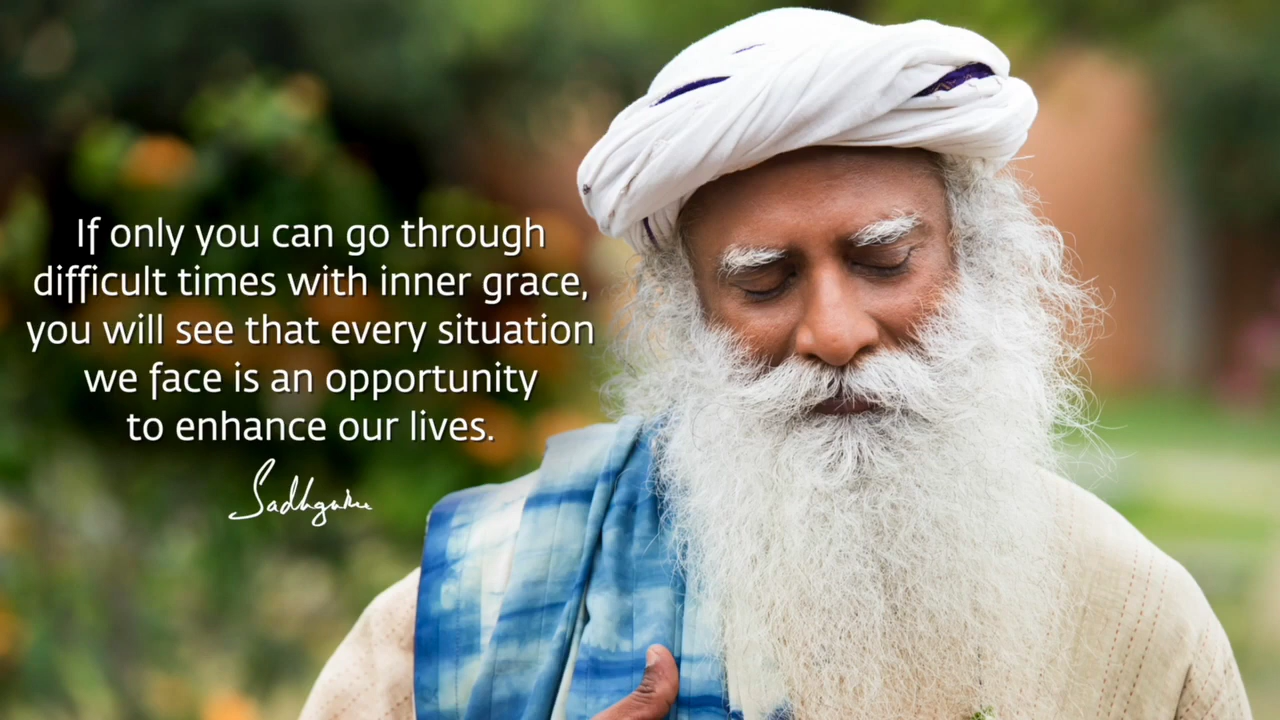 If only you can go through
difficult times with inner grace,
you will see that every situation
we face is an opportunity
to enhance our lives.
Sadhguru